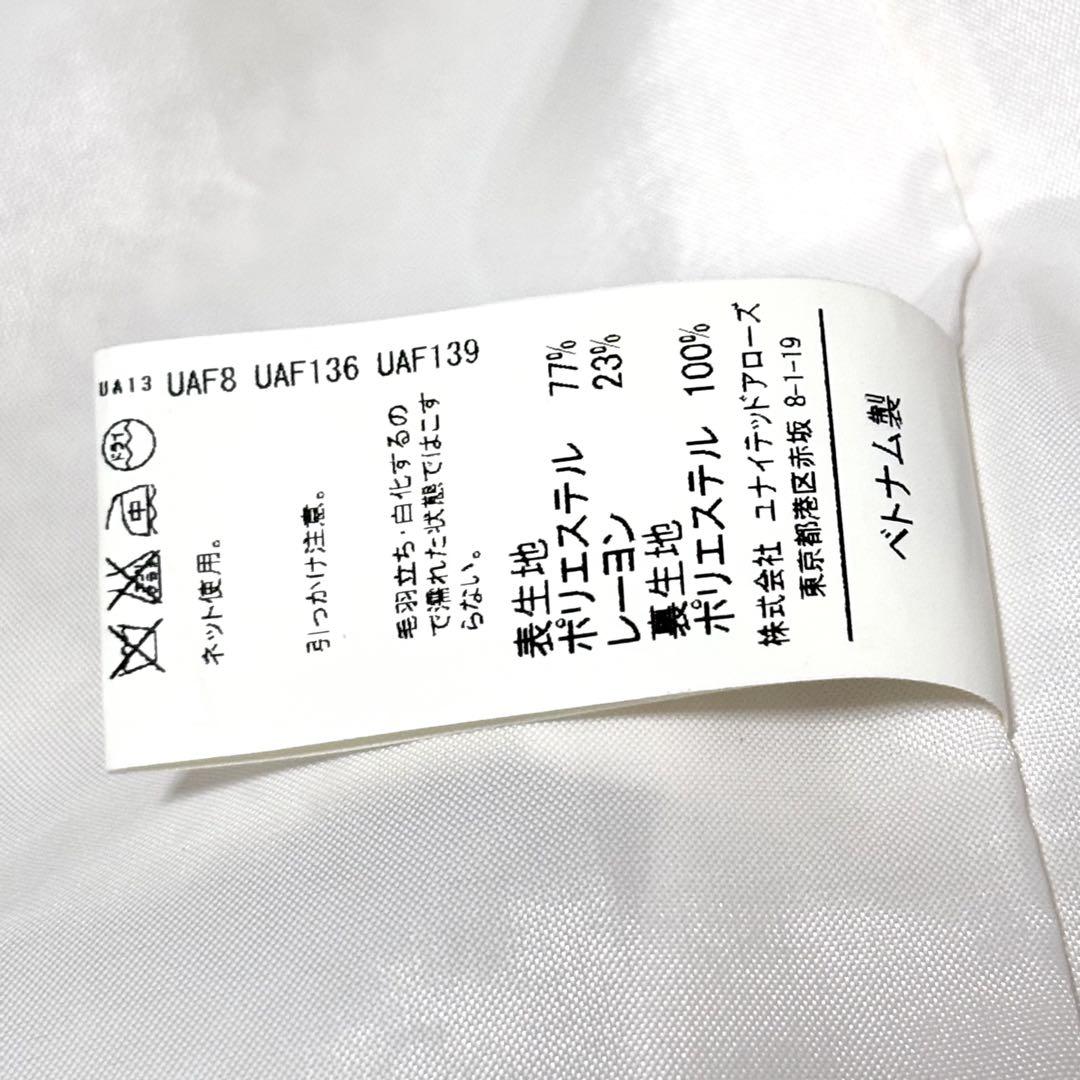 UA13 UAF8 UAF136 UAF139
ドライ
中
ネット使用。
引っかけ注意。
毛羽立ち・白化するの
で濡れた状態ではこす
らない。
表生地
ポリエステル 77%
レーヨン 23%
裏生地
ポリエステル 100%
株式会社 ユナイテッドアローズ
東京都港区赤坂 8-1-19
ベトナム製